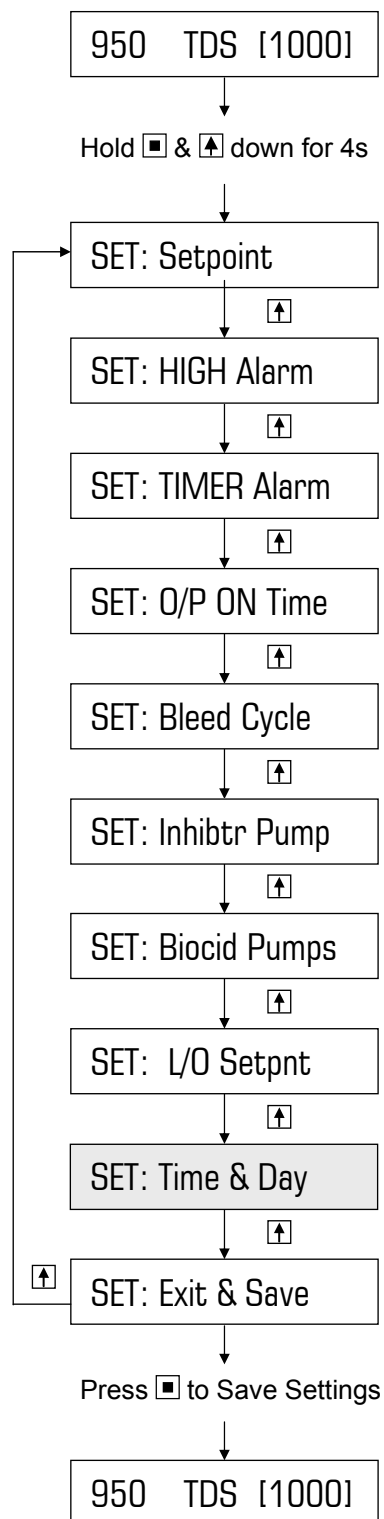 950 TDS [1000]
Hold & down for 4s
SET: Setpoint
SET: HIGH Alarm
SET: TIMER Alarm
SET: O/P ON Time
SET: Bleed Cycle
SET: Inhibtr Pump
SET: Biocid Pumps
SET: L/O Setpnt
SET: Time & Day
SET: Exit & Save
Press to Save Settings
950 TDS [1000]